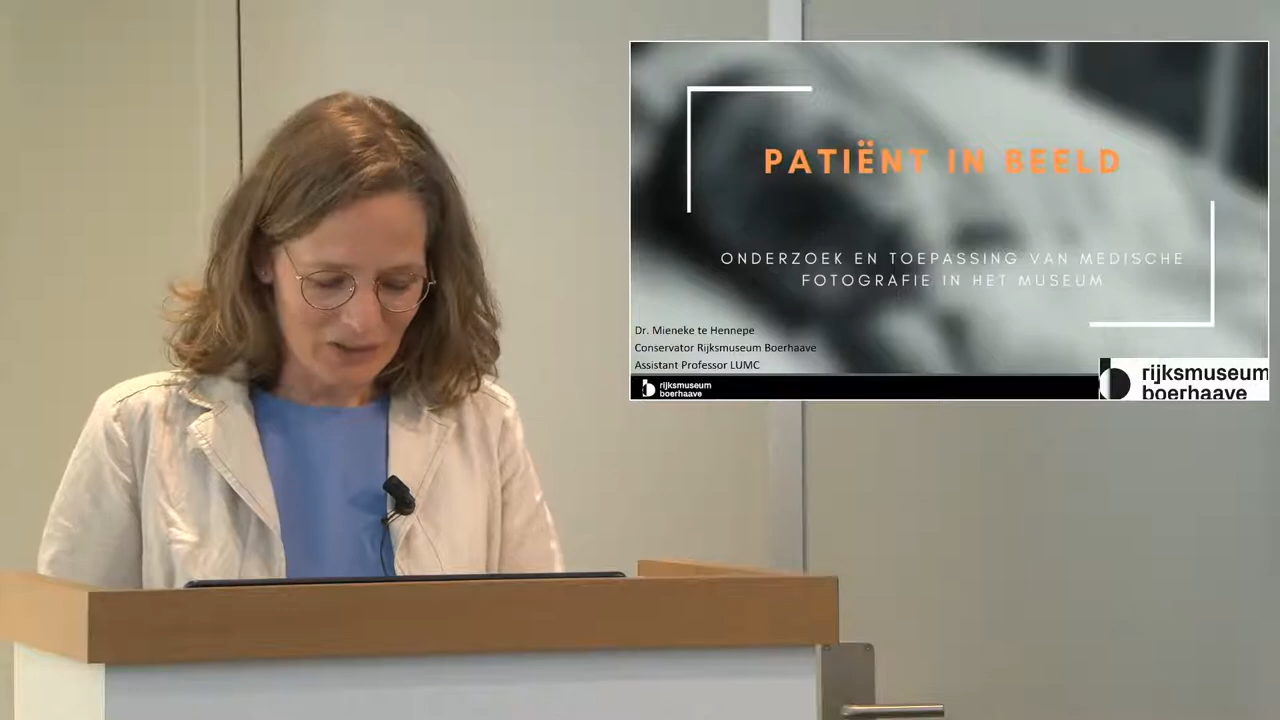 PATIËNT IN BEELD
ONDERZOEK EN TOEPASSING VAN MEDISCHE
FOTOGRAFIE IN HET MUSEUM
Dr. Mieneke te Hennepe
Conservator Rijksmuseum Boerhaave
Assistant Professor LUMC
rijksmuseum
boerhaave
rijksmuseum
boerhaave